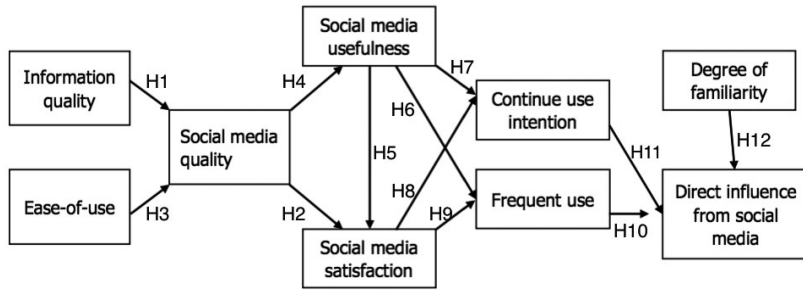 Social media
usefulness
Information
quality
H1
H4
H7
Degree of
familiarity
Continue use
intention
H6
Social media
quality
H5
H12
H11
H8
Ease-of-use
H3
H2
H9
Frequent use
H10
Direct influence
from social
media
Social media
satisfaction